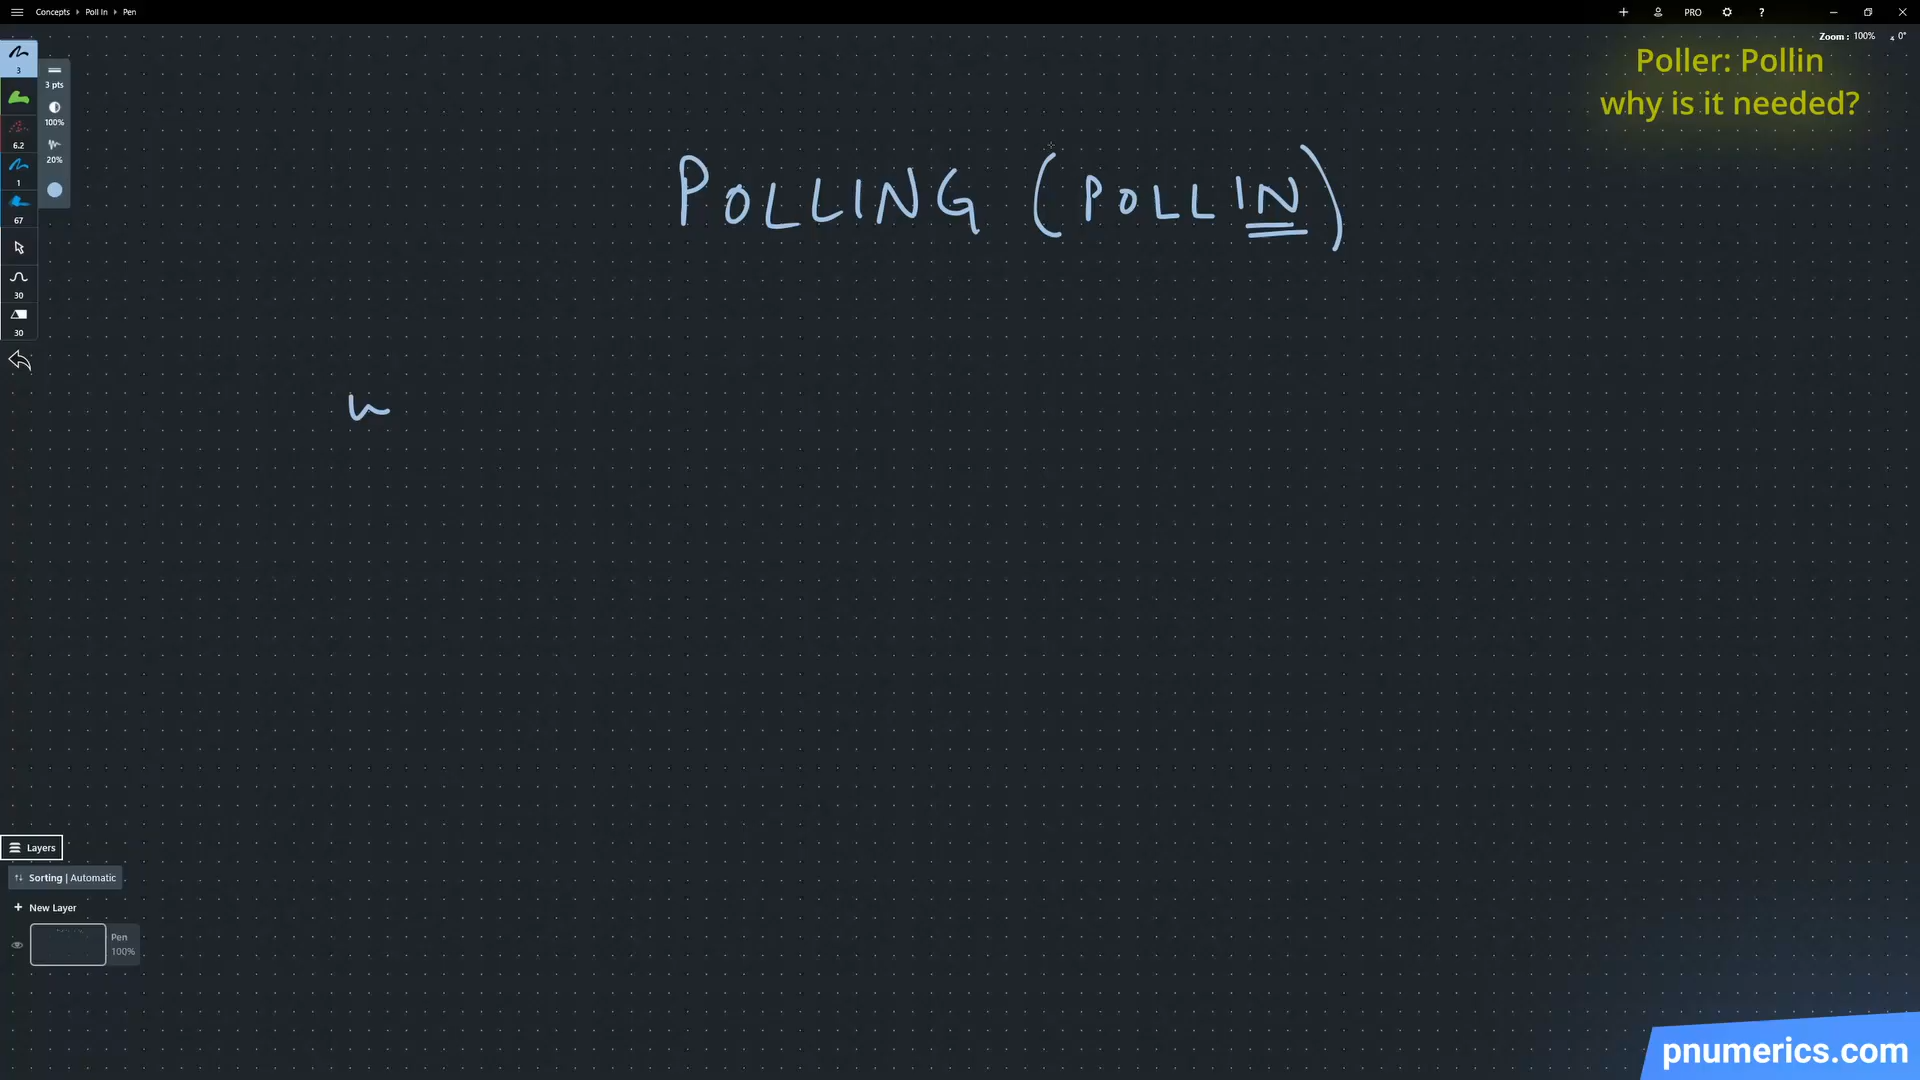 Concepts › Poll In › Pen
PRO
?
Zoom : 100% 0°
Poller: Pollin
why is it needed?
POLLING (POLLIN)
3
3 pts
100%
6.2
20%
1
67
30
30
Layers
Sorting | Automatic
+ New Layer
Pen
100%
pnumerics.com